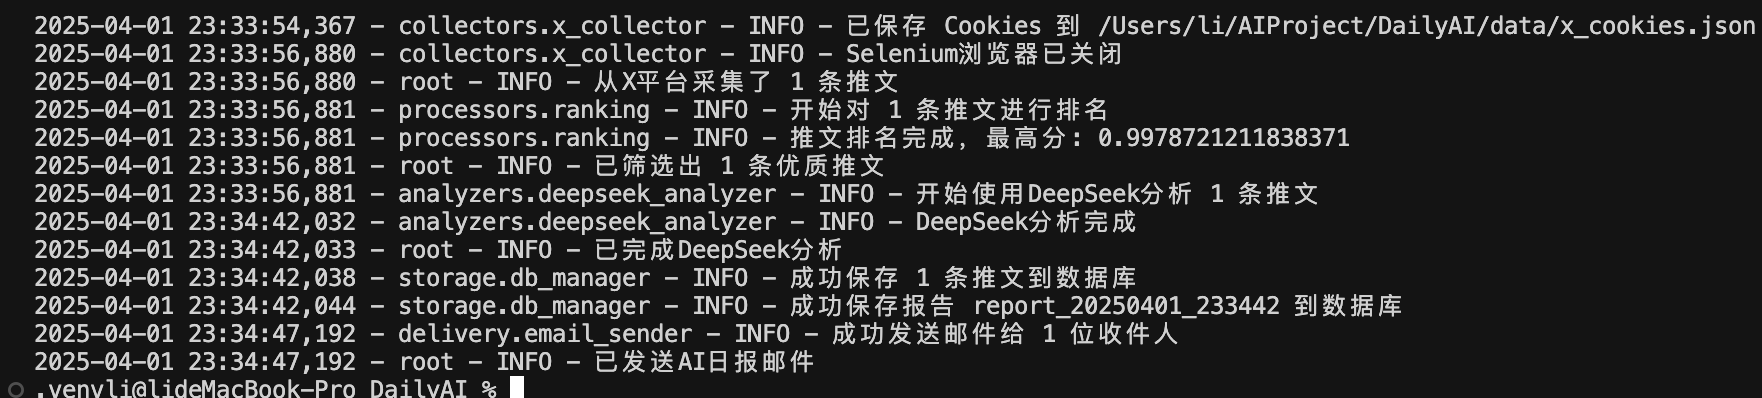 2025-04-01 23:33:54,367 - collectors.x_collector - INFO - 已保存 Cookies 到 /Users/li/AIProject/DailyAI/data/x_cookies.json
2025-04-01 23:33:56,880 - collectors.x_collector - INFO - Selenium浏览器已关闭
2025-04-01 23:33:56,880 - root - INFO - 从X平台采集了 1 条推文
2025-04-01 23:33:56,881 - processors.ranking - INFO - 开始对 1 条推文进行排名
2025-04-01 23:33:56,881 - processors.ranking - INFO - 推文排名完成, 最高分: 0.9978721211838371
2025-04-01 23:33:56,881 - root - INFO - 已筛选出 1 条优质推文
2025-04-01 23:33:56,881 - analyzers.deepseek_analyzer - INFO - 开始使用DeepSeek分析 1 条推文
2025-04-01 23:34:42,032 - analyzers.deepseek_analyzer - INFO - DeepSeek分析完成
2025-04-01 23:34:42,033 - root - INFO - 已完成DeepSeek分析
2025-04-01 23:34:42,038 - storage.db_manager - INFO - 成功保存 1 条推文到数据库
2025-04-01 23:34:42,044 - storage.db_manager - INFO - 成功保存报告 report_20250401_233442 到数据库
2025-04-01 23:34:47,192 - delivery.email_sender - INFO - 成功发送邮件给 1 位收件人
2025-04-01 23:34:47,192 - root - INFO - 已发送AI日报邮件
DailyAI %